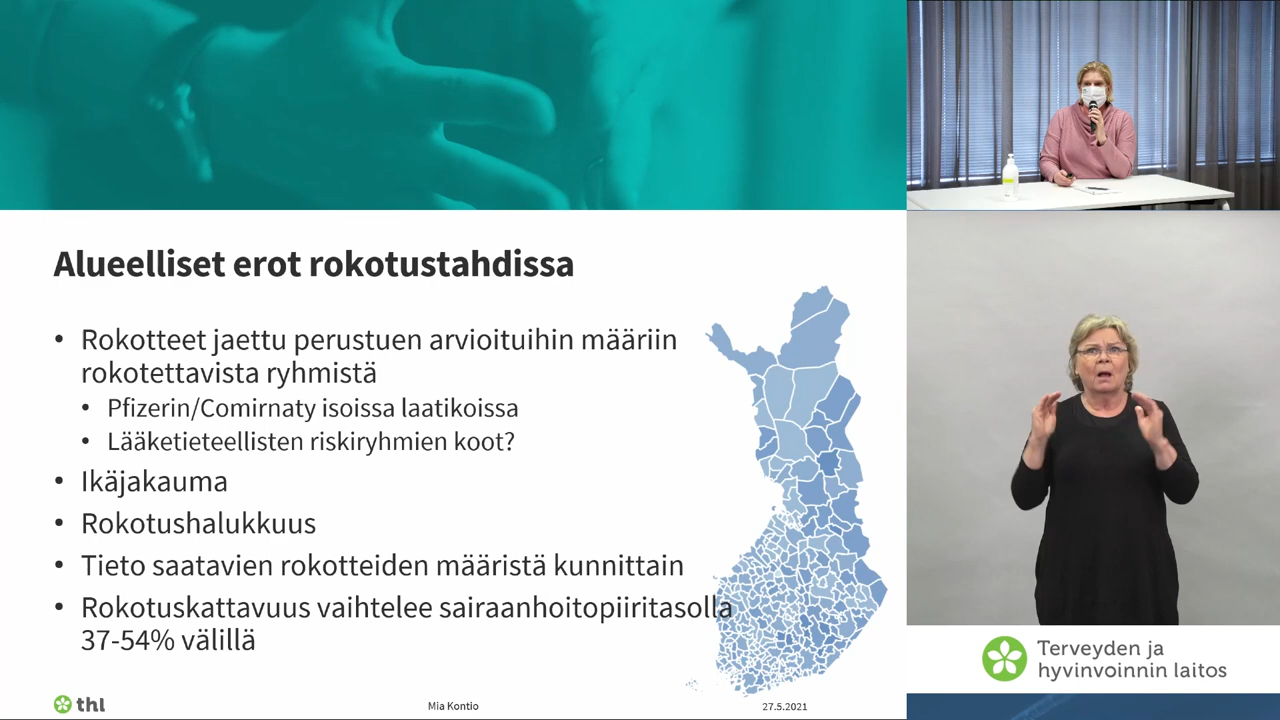 Alueelliset erot rokotustahdissa
• Rokotteet jaettu perustuen arvioituihin määriin
rokotettavista ryhmistä
• Pfizerin/Comirnaty isoissa laatikoissa
• Lääketieteellisten riskiryhmien koot?
• Ikäjakauma
• Rokotushalukkuus
• Tieto saatavien rokotteiden määristä kunnittain
• Rokotuskattavuus vaihtelee sairaanhoitopiiritasolla
37-54% välillä
thl
Mia Kontio
27.5.2021
Terveyden ja
hyvinvoinnin laitos